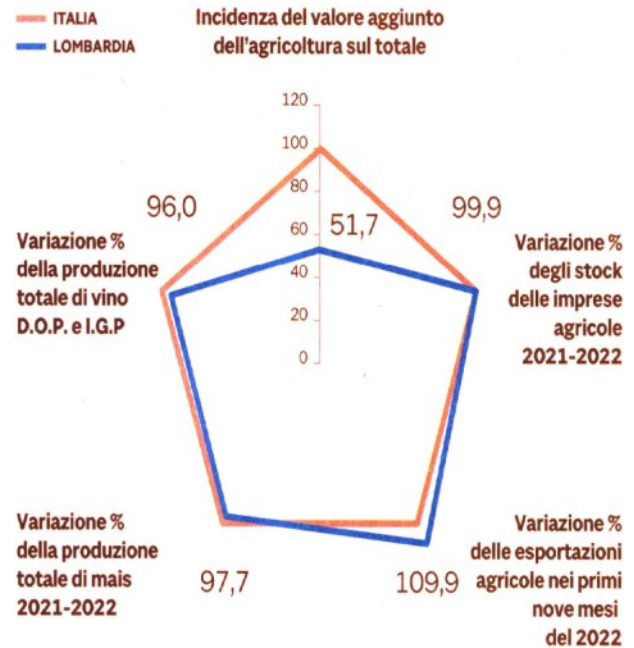 ITALIA
LOMBARDIA
Incidenza del valore aggiunto
dell'agricoltura sul totale
120
100
80
60
40
20
0
51,7
96,0
99,9
Variazione %
della produzione
totale di vino
D.O.P. e I.G.P
Variazione %
degli stock
delle imprese
agricole
2021-2022
Variazione %
della produzione
totale di mais
2021-2022
97,7
109,9
Variazione %
delle esportazioni
agricole nei primi
nove mesi
del 2022